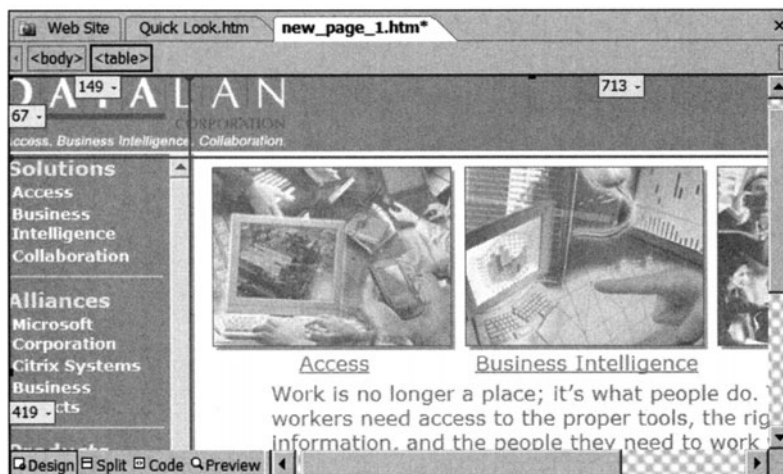 Web Site
Quick Look.htm
new_page_1.htm*
<body>
<table>
149
713
DATALAN
67
CORPORATION
Access. Business Intelligence. Collaboration.
Solutions
Access
Business
Intelligence
Collaboration
Alliances
Microsoft
Corporation
Citrix Systems
Business
419
cts
Access
Business Intelligence
Work is no longer a place; it's what people do.
workers need access to the proper tools, the rig
information, and the people they need to work
Design
Split
Code
Preview